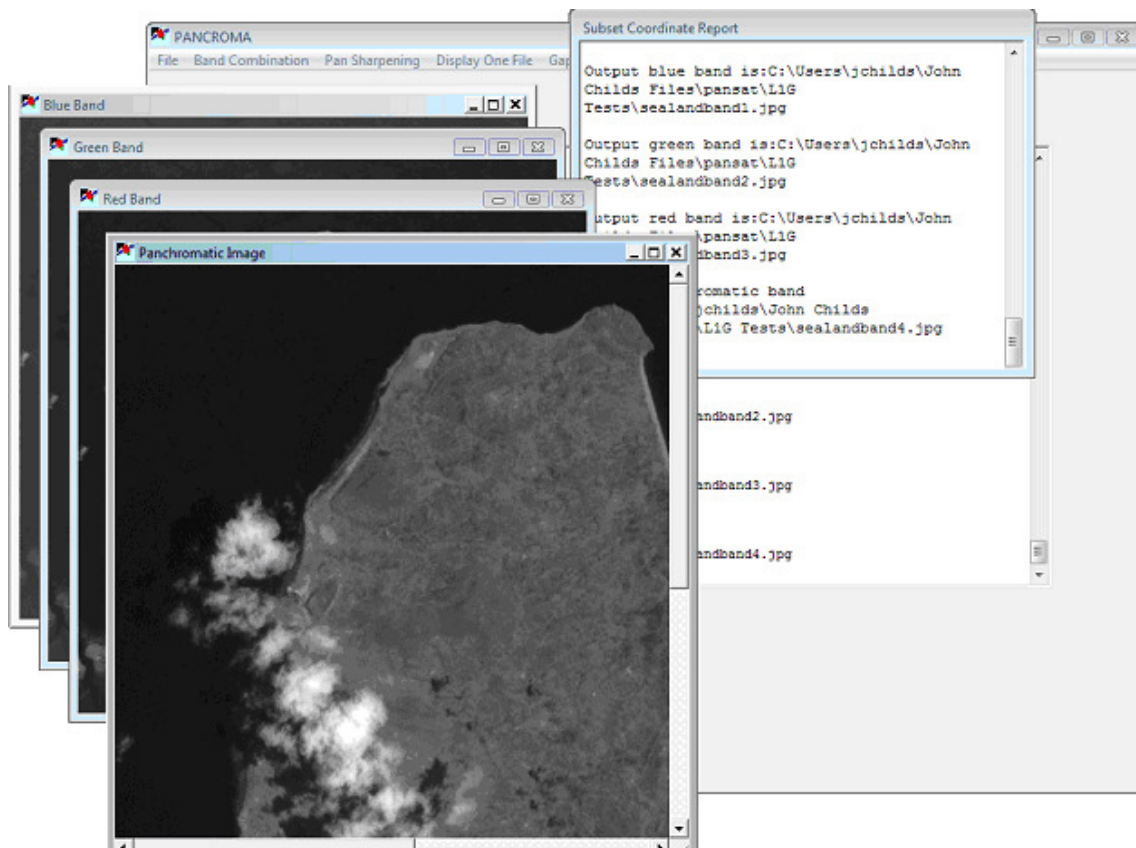 PANCROMA
File Band Combination Pan Sharpening Display One File Gap
Subset Coordinate Report
Output blue band is:C:\Users\jchilds\John
Childs Files\pansat\L1G
Tests\sealandband1.jpg
Output green band is:C:\Users\jchilds\John
Childs Files\pansat\L1G
Tests\sealandband2.jpg
utput red band is:C:\Users\jchilds\John
Files\pansat\L1G
dband3.jpg
romatic band
jchilds\John Childs
\L1G Tests\sealandband4.jpg
Blue Band
Green Band
Red Band
Panchromatic Image
andband2.jpg
andband3.jpg
andband4.jpg